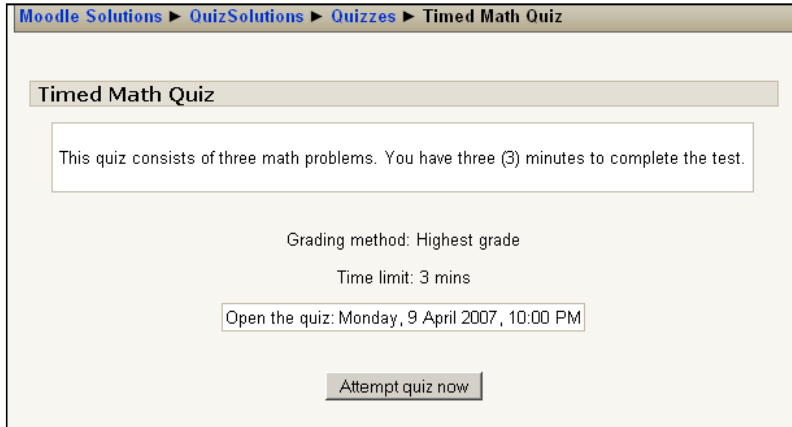 Moodle Solutions ► QuizSolutions ► Quizzes ► Timed Math Quiz
Timed Math Quiz
This quiz consists of three math problems. You have three (3) minutes to complete the test.
Grading method: Highest grade
Time limit: 3 mins
Open the quiz: Monday, 9 April 2007, 10:00 PM
Attempt quiz now